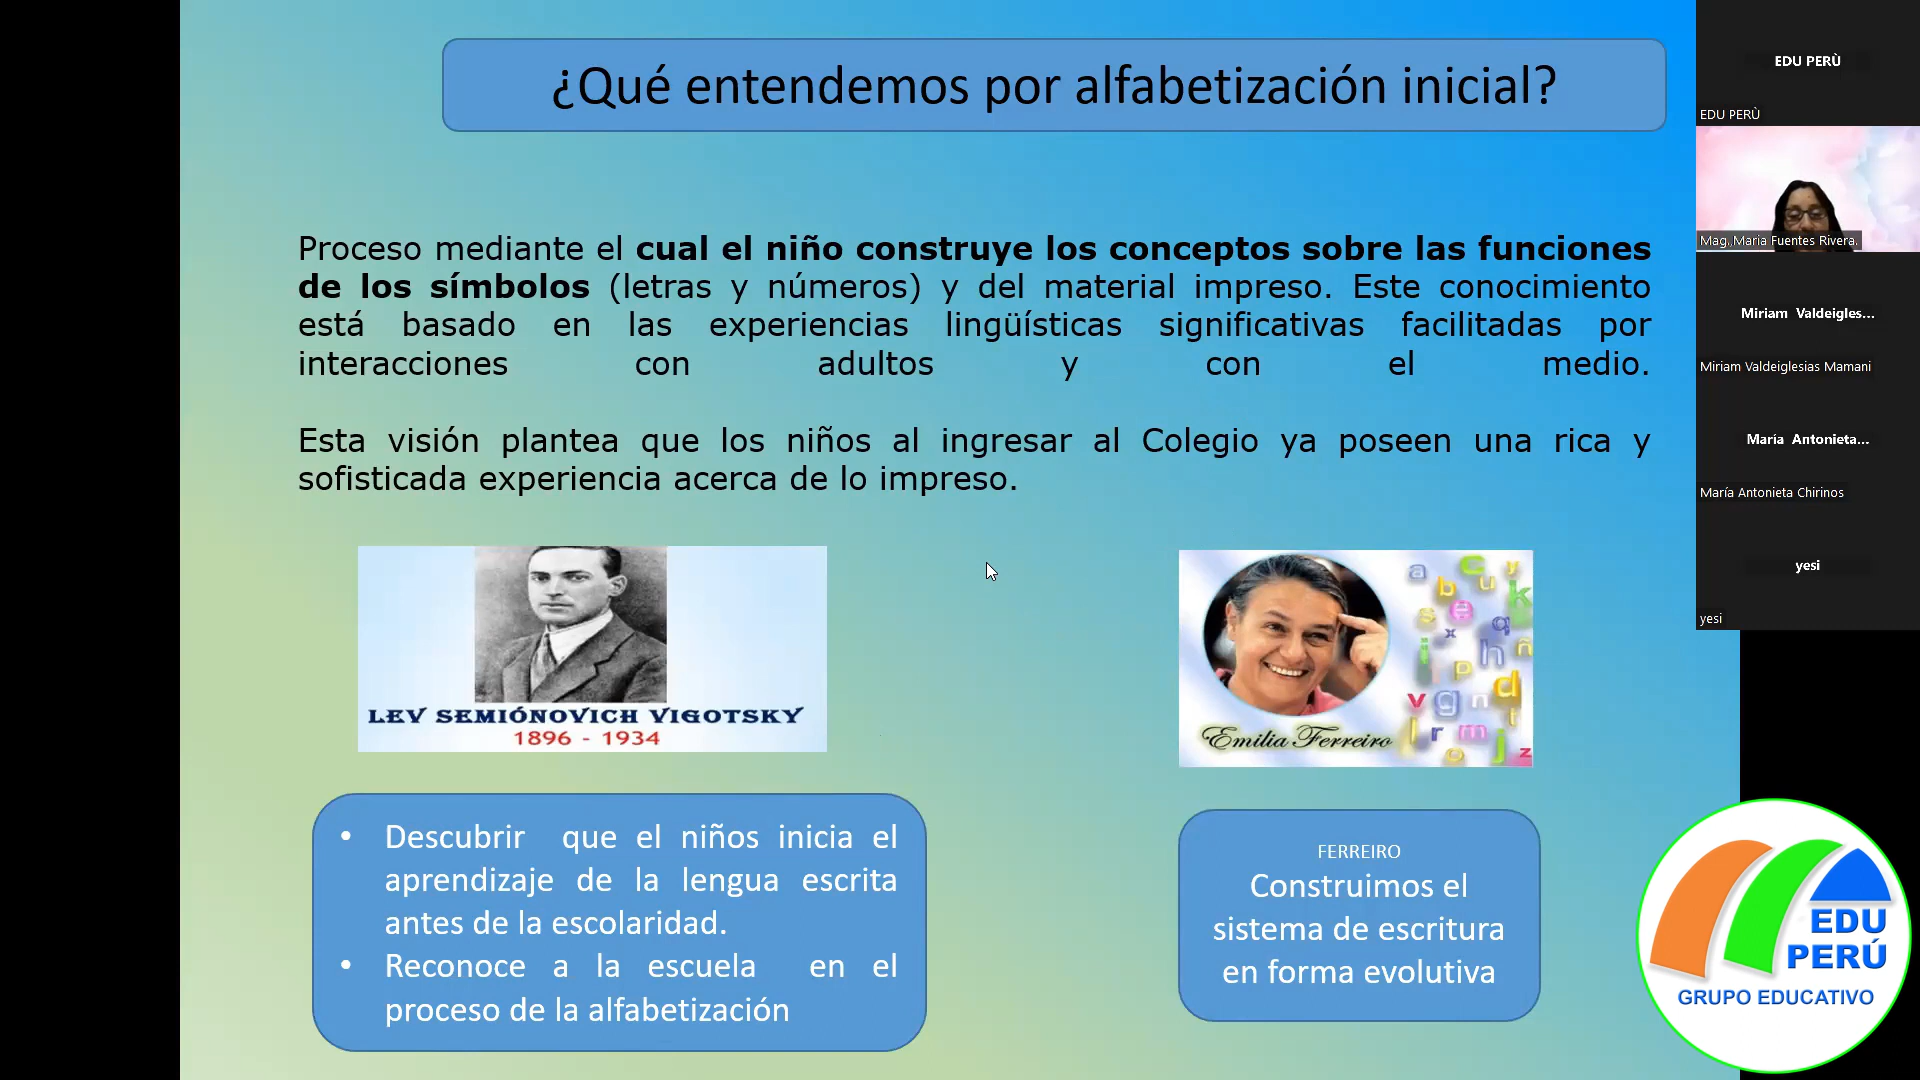 ¿Qué entendemos por alfabetización inicial?
Proceso mediante el cual el niño construye los conceptos sobre las funciones
de los símbolos (letras y números) y del material impreso. Este conocimiento
está basado en las experiencias lingüísticas significativas facilitadas por
interacciones con adultos y con el medio.
Esta visión plantea que los niños al ingresar al Colegio ya poseen una rica y
sofisticada experiencia acerca de lo impreso.
LEV SEMIÓNOVICH VIGOTSKY
1896 - 1934
Emilia Ferreiro
• Descubrir que el niños inicia el
aprendizaje de la lengua escrita
antes de la escolaridad.
• Reconoce a la escuela en el
proceso de la alfabetización
FERREIRO
Construimos el
sistema de escritura
en forma evolutiva
EDU PERÙ
EDU PERÙ
Mag. Maria Fuentes Rivera.
Miriam Valdeigles...
Miriam Valdeiglesias Mamani
María Antonieta...
María Antonieta Chirinos
yesi
yesi
EDU
PERÚ
GRUPO EDUCATIVO